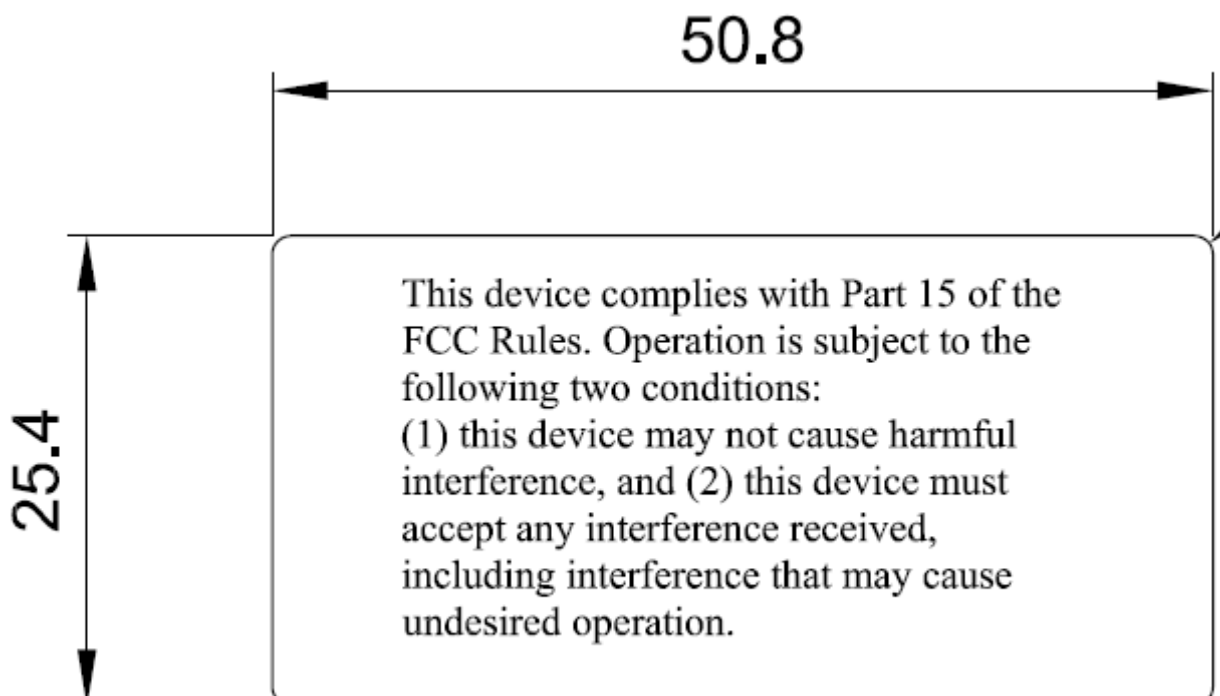 50.8
25.4
This device complies with Part 15 of the
FCC Rules. Operation is subject to the
following two conditions:
(1) this device may not cause harmful
interference, and (2) this device must
accept any interference received,
including interference that may cause
undesired operation.